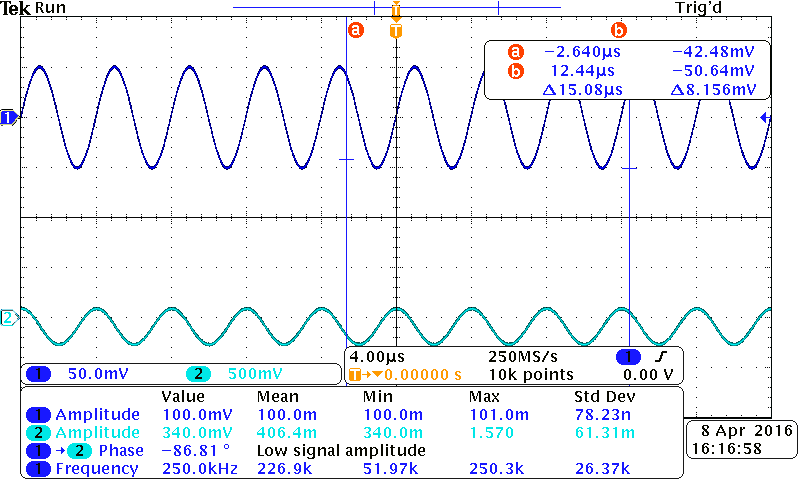 Tek Run Trig'd
T
a b
T
a −2.640µs −42.48mV
b 12.44µs −50.64mV
Δ15.08µs Δ8.156mV
1
2
1 50.0mV 2 500mV
4.00µs 250MS/s 1
T→▼0.00000 s 10k points 0.00 V
Value Mean Min Max Std Dev
1 Amplitude 100.0mV 100.0m 100.0m 101.0m 78.23n
2 Amplitude 340.0mV 406.4m 340.0m 1.570 61.31m
1 → 2 Phase −86.81 ° Low signal amplitude
1 Frequency 250.0kHz 226.9k 51.97k 250.3k 26.37k
8 Apr 2016
16:16:58